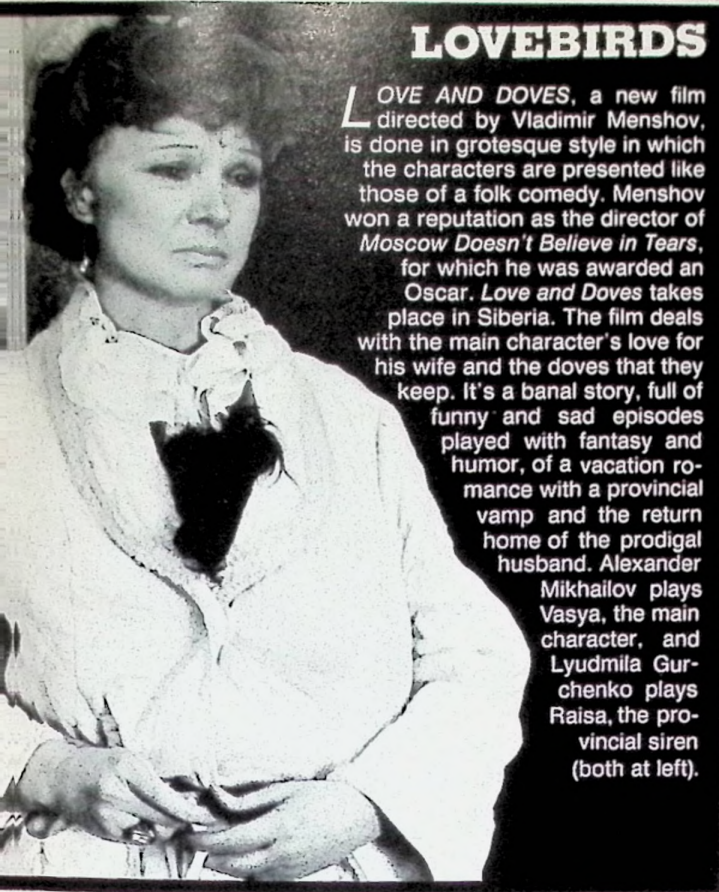 LOVEBIRDS
LOVE AND DOVES, a new film
directed by Vladimir Menshov,
is done in grotesque style in which
the characters are presented like
those of a folk comedy. Menshov
won a reputation as the director of
Moscow Doesn't Believe in Tears,
for which he was awarded an
Oscar. Love and Doves takes
place in Siberia. The film deals
with the main character's love for
his wife and the doves that they
keep. It's a banal story, full of
funny and sad episodes
played with fantasy and
humor, of a vacation ro-
mance with a provincial
vamp and the return
home of the prodigal
husband. Alexander
Mikhailov plays
Vasya, the main
character, and
Lyudmila Gur-
chenko plays
Raisa, the pro-
vincial siren
(both at left).